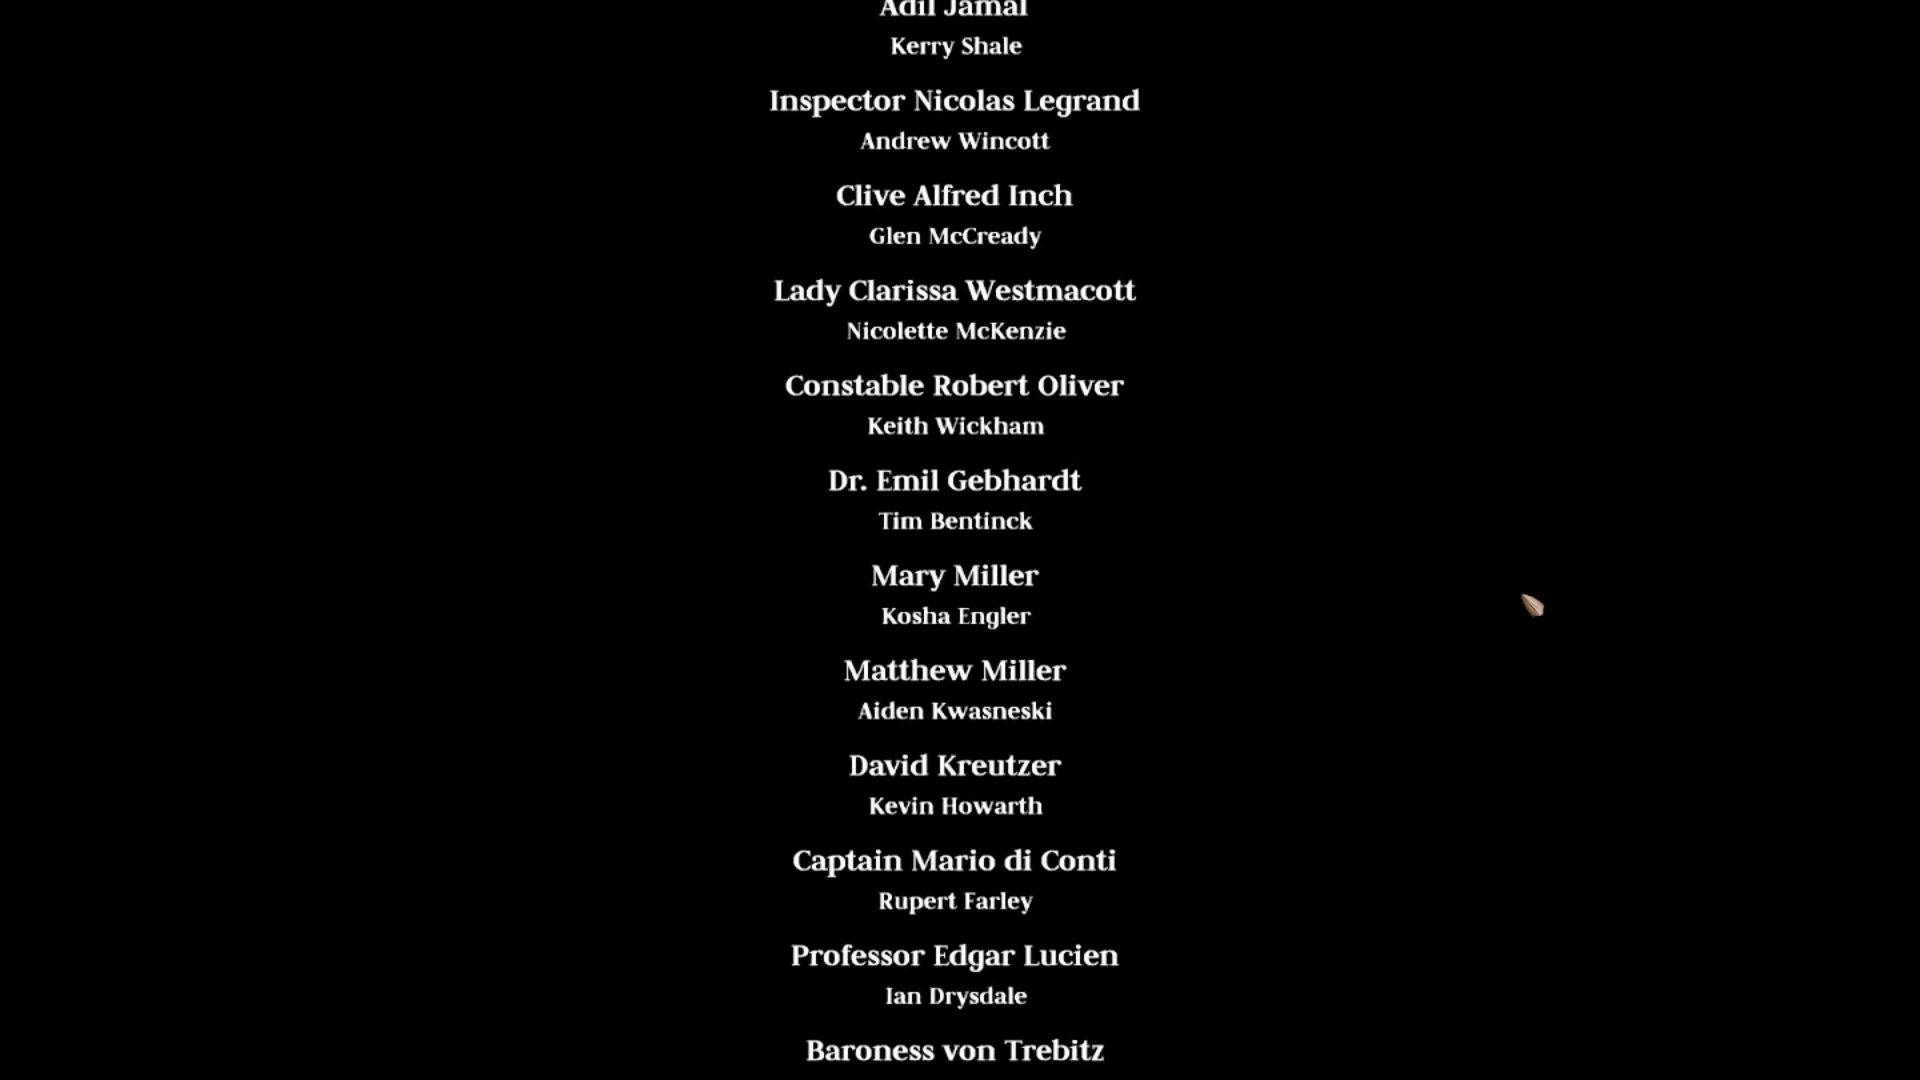 Adil Jamal
Kerry Shale
Inspector Nicolas Legrand
Andrew Wincott
Clive Alfred Inch
Glen McCready
Lady Clarissa Westmacott
Nicolette McKenzie
Constable Robert Oliver
Keith Wickham
Dr. Emil Gebhardt
Tim Bentinck
Mary Miller
Kosha Engler
Matthew Miller
Aiden Kwasneski
David Kreutzer
Kevin Howarth
Captain Mario di Conti
Rupert Farley
Professor Edgar Lucien
Ian Drysdale
Baroness von Trebitz